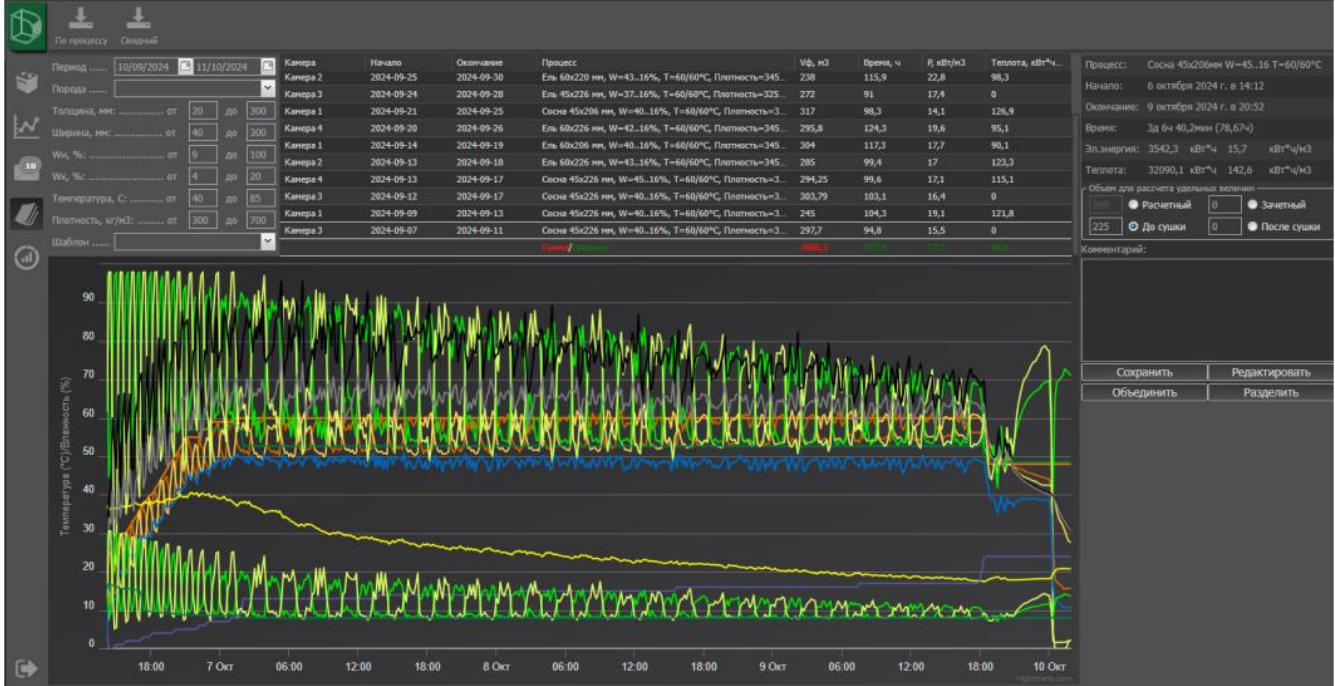 По процессу Сводный
Период ...... 10/09/2024 11/10/2024
Порода ......
Толщина, мм: ............... от 20 до 300
Ширина, мм: ................ от 40 до 300
Wн, %: ......................... от 9 до 100
Wк, %: ......................... от 4 до 20
Температура, С: ........... от 40 до 85
Плотность, кг/м3: ......... от 300 до 700
Шаблон ......
Камера Начало Окончание Процесс Vф, м3 Время, ч P, кВт/м3 Теплота, кВт*ч...
Камера 2 2024-09-25 2024-09-30 Ель 60х220 мм, W=43..16%, T=60/60°C, Плотность=345... 238 115,9 22,8 98,3
Камера 3 2024-09-24 2024-09-28 Ель 45х226 мм, W=37..16%, T=60/60°C, Плотность=325... 272 91 17,4 0
Камера 1 2024-09-21 2024-09-25 Сосна 45х206 мм, W=40..16%, T=60/60°C, Плотность=3... 317 98,3 14,1 126,9
Камера 4 2024-09-20 2024-09-26 Ель 60х226 мм, W=42..16%, T=60/60°C, Плотность=345... 295,8 124,3 19,6 95,1
Камера 1 2024-09-14 2024-09-19 Ель 60х206 мм, W=40..16%, T=60/60°C, Плотность=345... 304 117,3 17,7 90,1
Камера 2 2024-09-13 2024-09-18 Ель 60х226 мм, W=43..16%, T=60/60°C, Плотность=345... 285 99,4 17 123,3
Камера 4 2024-09-13 2024-09-17 Сосна 45х226 мм, W=45..16%, T=60/60°C, Плотность=3... 294,25 99,6 17,1 115,1
Камера 3 2024-09-12 2024-09-17 Сосна 45х226 мм, W=40..16%, T=60/60°C, Плотность=3... 303,79 103,1 16,4 0
Камера 1 2024-09-09 2024-09-13 Сосна 45х226 мм, W=40..16%, T=60/60°C, Плотность=3... 245 104,3 19,1 121,8
Камера 3 2024-09-07 2024-09-11 Сосна 45х226 мм, W=40..16%, T=60/60°C, Плотность=3... 297,7 94,8 15,5 0
Сумма/Среднее
Процесс: Сосна 45х206мм W=45..16 T=60/60°C
Начало: 6 октября 2024 г. в 14:12
Окончание: 9 октября 2024 г. в 20:52
Время: 3д 6ч 40,2мин (78,67ч)
Эл.энергия: 3542,3 кВт*ч 15,7 кВт*ч/м3
Теплота: 32090,1 кВт*ч 142,6 кВт*ч/м3
Объем для рассчета удельных величин
Расчетный 0 Зачетный
225 До сушки 0 После сушки
Комментарий:
Сохранить Редактировать
Объединить Разделить
Температура (°C)/Влажность (%)
90
80
70
60
50
40
30
20
10
0
18:00 7 Окт 06:00 12:00 18:00 8 Окт 06:00 12:00 18:00 9 Окт 06:00 12:00 18:00 10 Окт
Highcharts.com